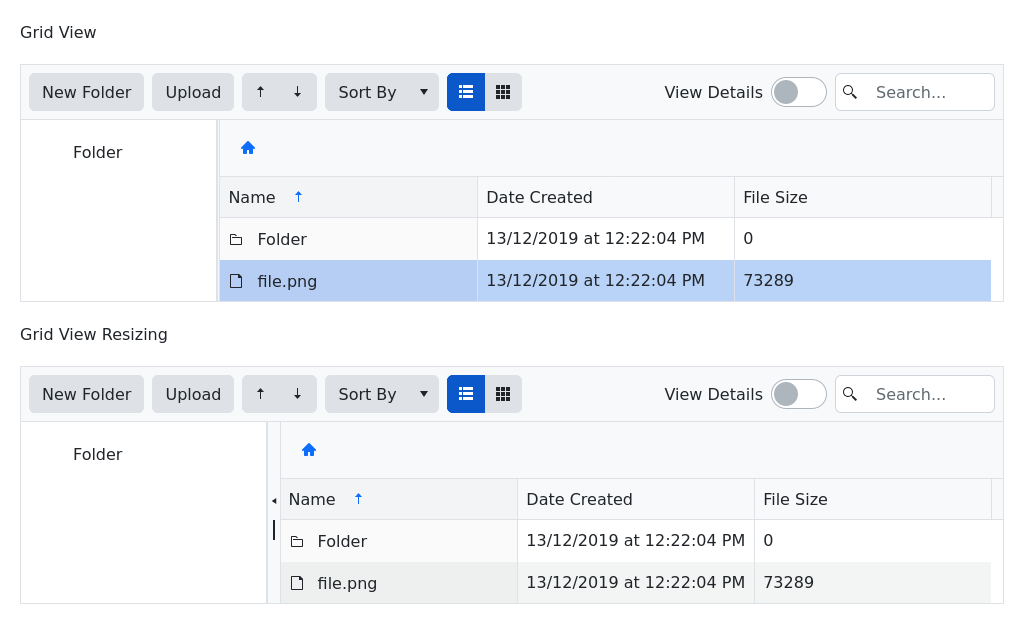 Grid View
New Folder Upload Sort By View Details Search...
Folder
Name Date Created File Size
Folder 13/12/2019 at 12:22:04 PM 0
file.png 13/12/2019 at 12:22:04 PM 73289
Grid View Resizing
New Folder Upload Sort By View Details Search...
Folder
Name Date Created File Size
Folder 13/12/2019 at 12:22:04 PM 0
file.png 13/12/2019 at 12:22:04 PM 73289